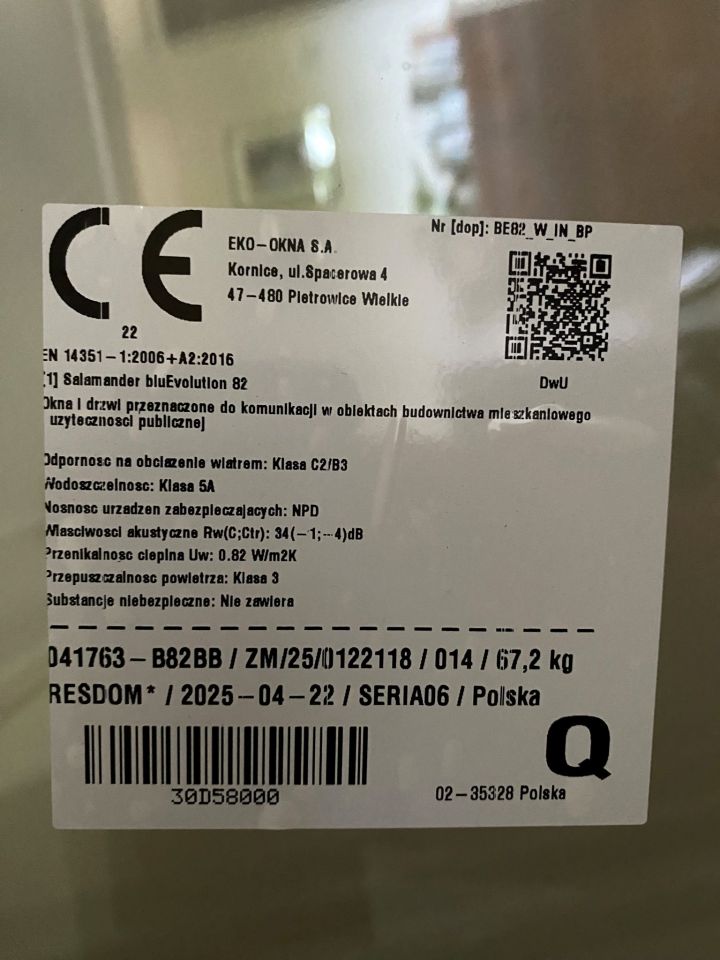 CE
22
EKO-OKNA S.A.
Kornice, ul.Spacerowa 4
47-480 Pietrowice Wielkie
Nr [dop]: BE82_W_IN_BP
DwU
EN 14351-1:2006+A2:2016
[1] Salamander bluEvolution 82
Okna i drzwi przeznaczone do komunikacji w obiektach budownictwa mieszkaniowego
uzytecznosci publicznej
Odpornosc na obciazenie wiatrem: Klasa C2/B3
Wodoszczelnosc: Klasa 5A
Nosnosc urzadzen zabezpieczajacych: NPD
Wlasciwosci akustyczne Rw(C;Ctr): 34(-1;-4)dB
Przenikalnosc cieplna Uw: 0.82 W/m2K
Przepuszczalnosc powietrza: Klasa 3
Substancje niebezpieczne: Nie zawiera
041763-B82BB / ZM/25/0122118 / 014 / 67,2 kg
RESDOM* / 2025-04-22 / SERIA06 / Polska
Q
30D58000
02-35328 Polska